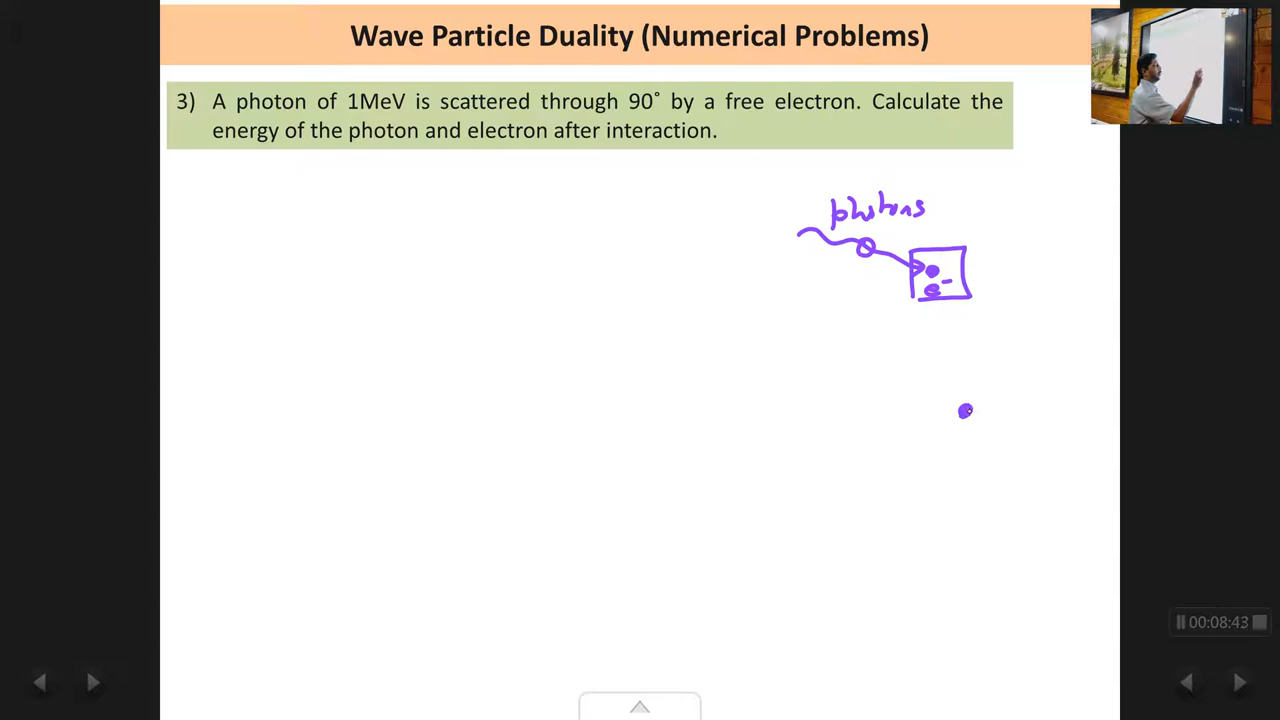 Wave Particle Duality (Numerical Problems)
3) A photon of 1MeV is scattered through 90˚ by a free electron. Calculate the
energy of the photon and electron after interaction.
photons
e-
00:08:43